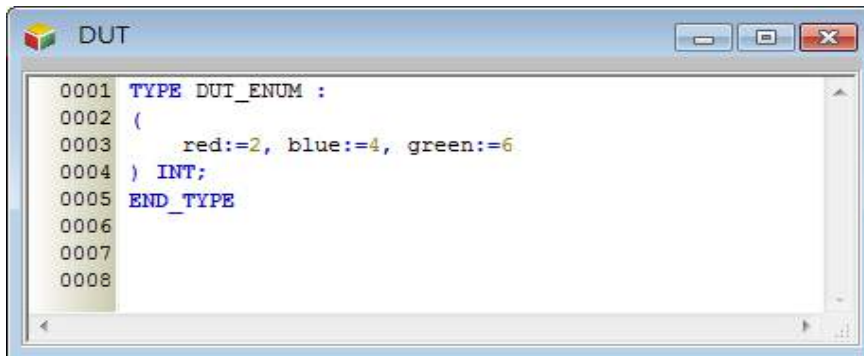 DUT
0001 TYPE DUT_ENUM :
0002 (
0003     red:=2, blue:=4, green:=6
0004 ) INT;
0005 END_TYPE
0006
0007
0008